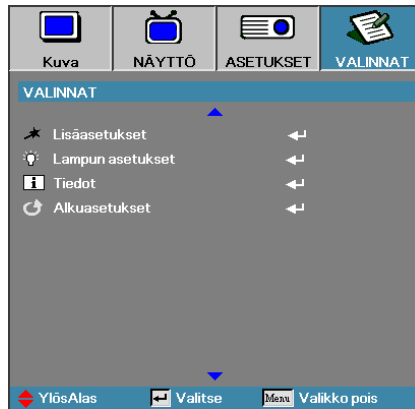 Kuva NÄYTTÖ ASETUKSET VALINNAT
VALINNAT
Lisäasetukset
Lampun asetukset
i Tiedot
Alkuasetukset
YlösAlas Valitse Menu Valikko pois